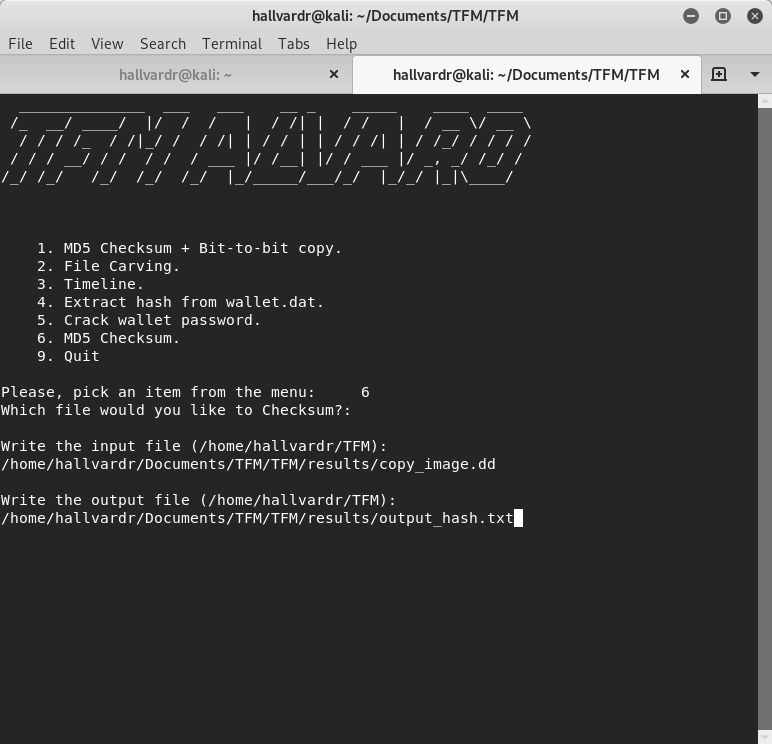 hallvardr@kali: ~/Documents/TFM/TFM
File Edit View Search Terminal Tabs Help
hallvardr@kali: ~
hallvardr@kali: ~/Documents/TFM/TFM
1. MD5 Checksum + Bit-to-bit copy.
2. File Carving.
3. Timeline.
4. Extract hash from wallet.dat.
5. Crack wallet password.
6. MD5 Checksum.
9. Quit
Please, pick an item from the menu: 6
Which file would you like to Checksum?:
Write the input file (/home/hallvardr/TFM):
/home/hallvardr/Documents/TFM/TFM/results/copy_image.dd
Write the output file (/home/hallvardr/TFM):
/home/hallvardr/Documents/TFM/TFM/results/output_hash.txt